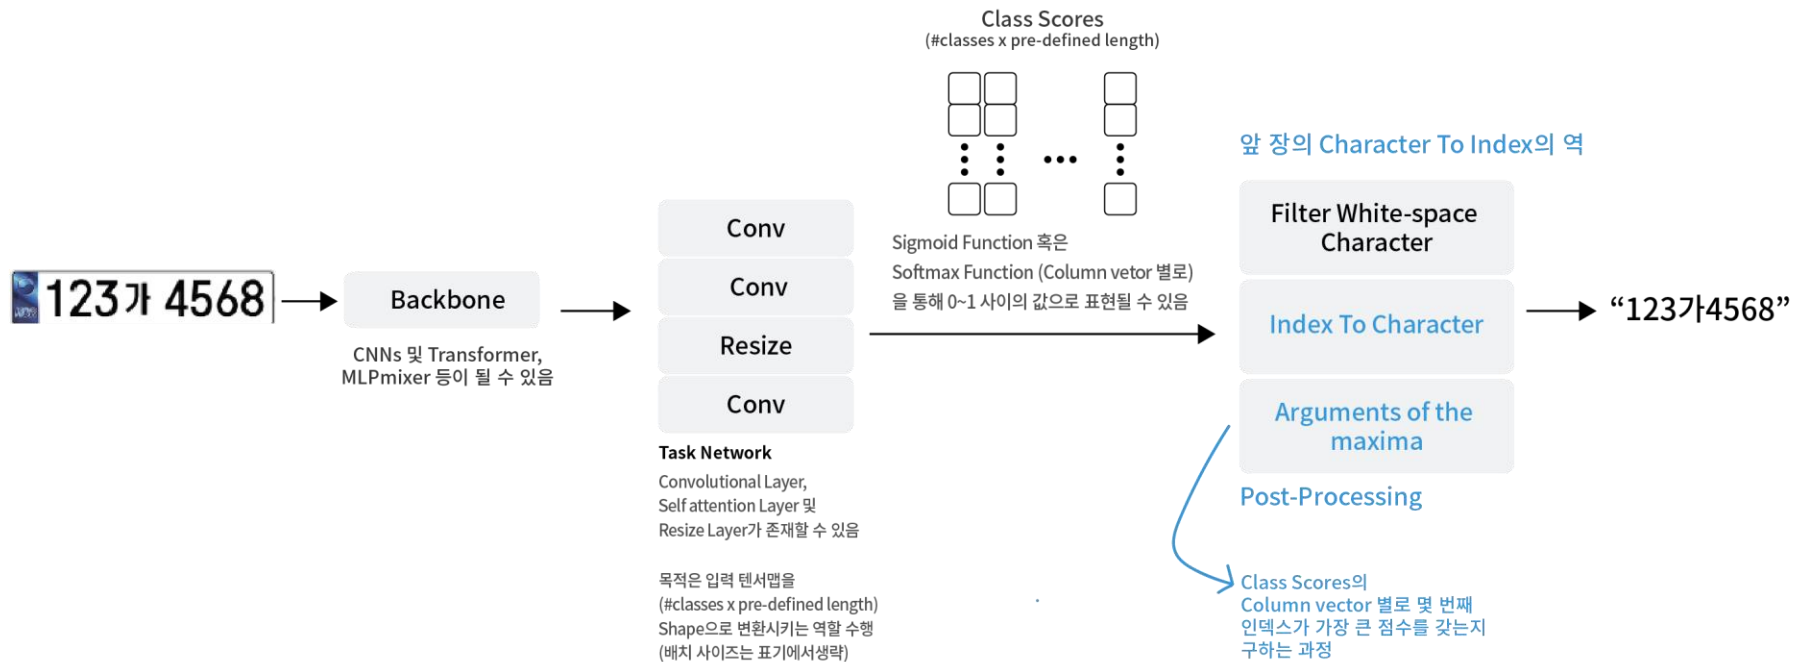 123가 4568
Backbone
CNNs 및 Transformer,
MLPmixer 등이 될 수 있음
Conv
Conv
Resize
Conv
Task Network
Convolutional Layer,
Self attention Layer 및
Resize Layer가 존재할 수 있음
목적은 입력 텐서맵을
(#classes x pre-defined length)
Shape으로 변환시키는 역할 수행
(배치 사이즈는 표기에서생략)
Class Scores
(#classes x pre-defined length)
Sigmoid Function 혹은
Softmax Function (Column vetor 별로)
을 통해 0~1 사이의 값으로 표현될 수 있음
앞 장의 Character To Index의 역
Filter White-space
Character
Index To Character
Arguments of the
maxima
Post-Processing
Class Scores의
Column vector 별로 몇 번째
인덱스가 가장 큰 점수를 갖는지
구하는 과정
“123가4568”